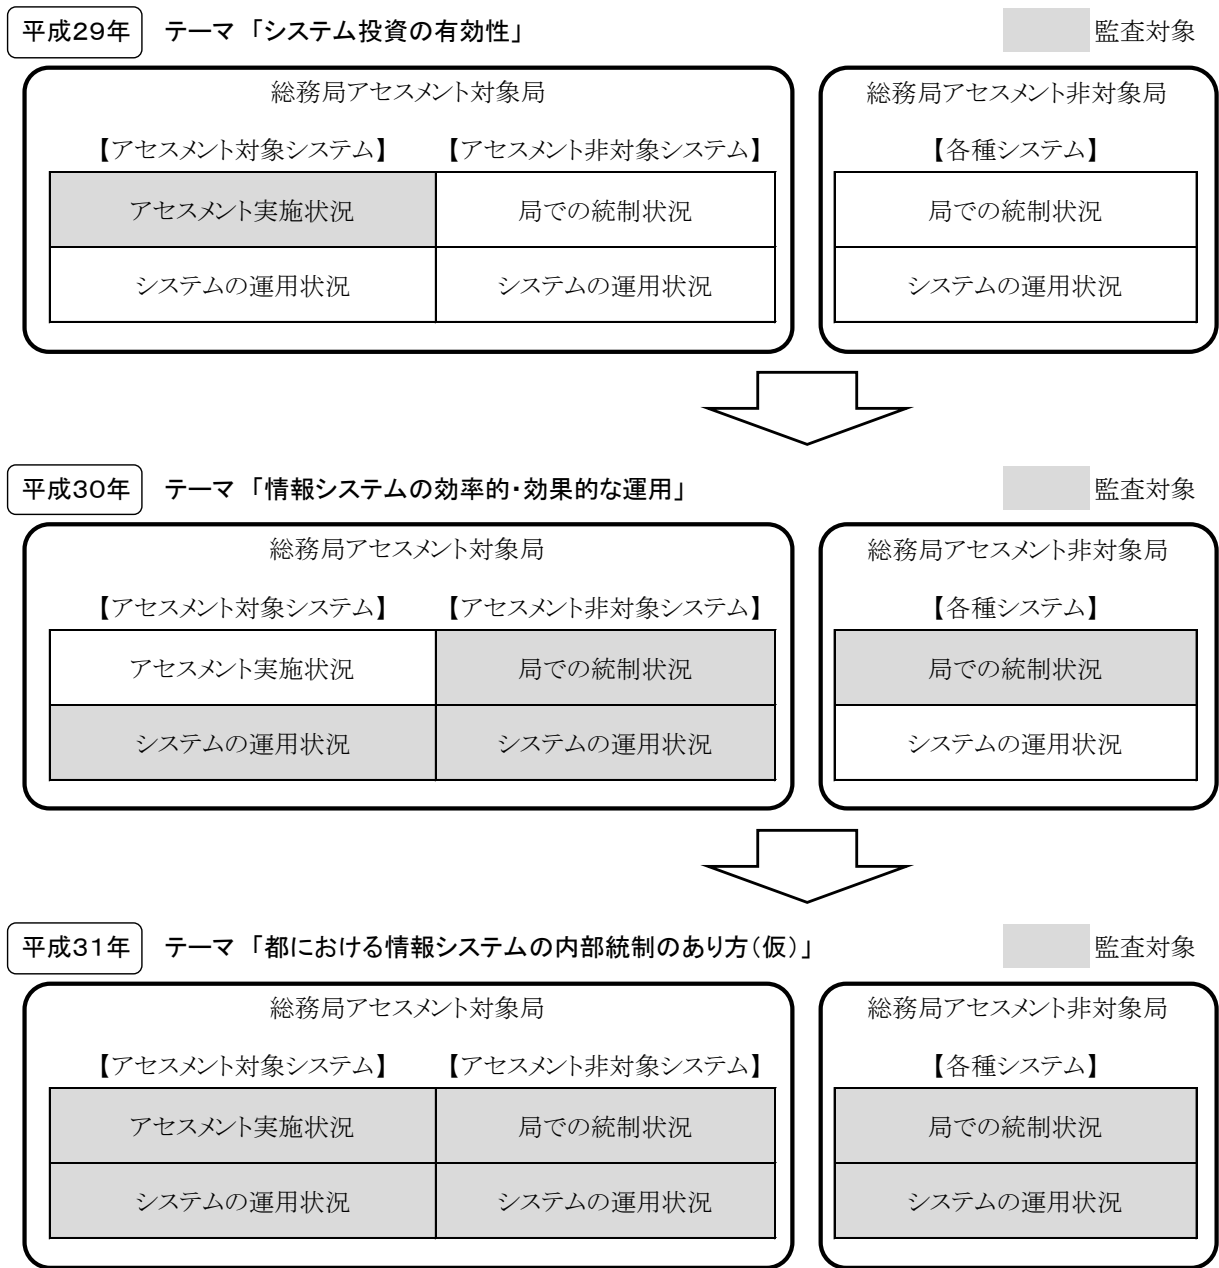 平成29年 テーマ 「システム投資の有効性」 監査対象
総務局アセスメント対象局 総務局アセスメント非対象局
【アセスメント対象システム】 【アセスメント非対象システム】 【各種システム】
アセスメント実施状況 局での統制状況 局での統制状況
システムの運用状況 システムの運用状況 システムの運用状況
平成30年 テーマ 「情報システムの効率的・効果的な運用」 監査対象
総務局アセスメント対象局 総務局アセスメント非対象局
【アセスメント対象システム】 【アセスメント非対象システム】 【各種システム】
アセスメント実施状況 局での統制状況 局での統制状況
システムの運用状況 システムの運用状況 システムの運用状況
平成31年 テーマ 「都における情報システムの内部統制のあり方(仮)」 監査対象
総務局アセスメント対象局 総務局アセスメント非対象局
【アセスメント対象システム】 【アセスメント非対象システム】 【各種システム】
アセスメント実施状況 局での統制状況 局での統制状況
システムの運用状況 システムの運用状況 システムの運用状況